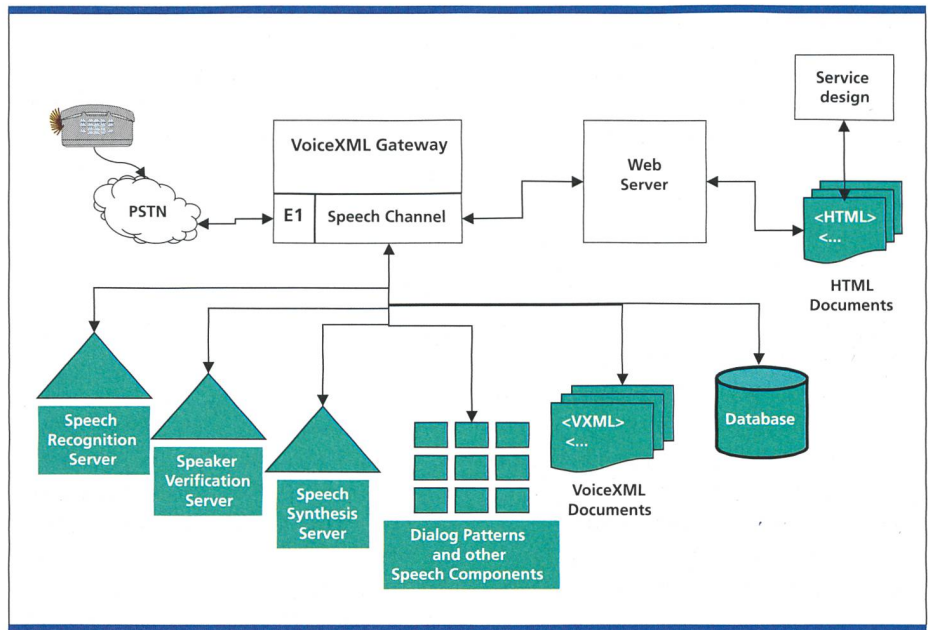 Service
design
VoiceXML Gateway
Web
Server
PSTN
E1
Speech Channel
<HTML>
<...
HTML
Documents
Speech
Recognition
Server
Speaker
Verification
Server
Speech
Synthesis
Server
Dialog Patterns
and other
Speech Components
<VXML>
<...
VoiceXML
Documents
Database